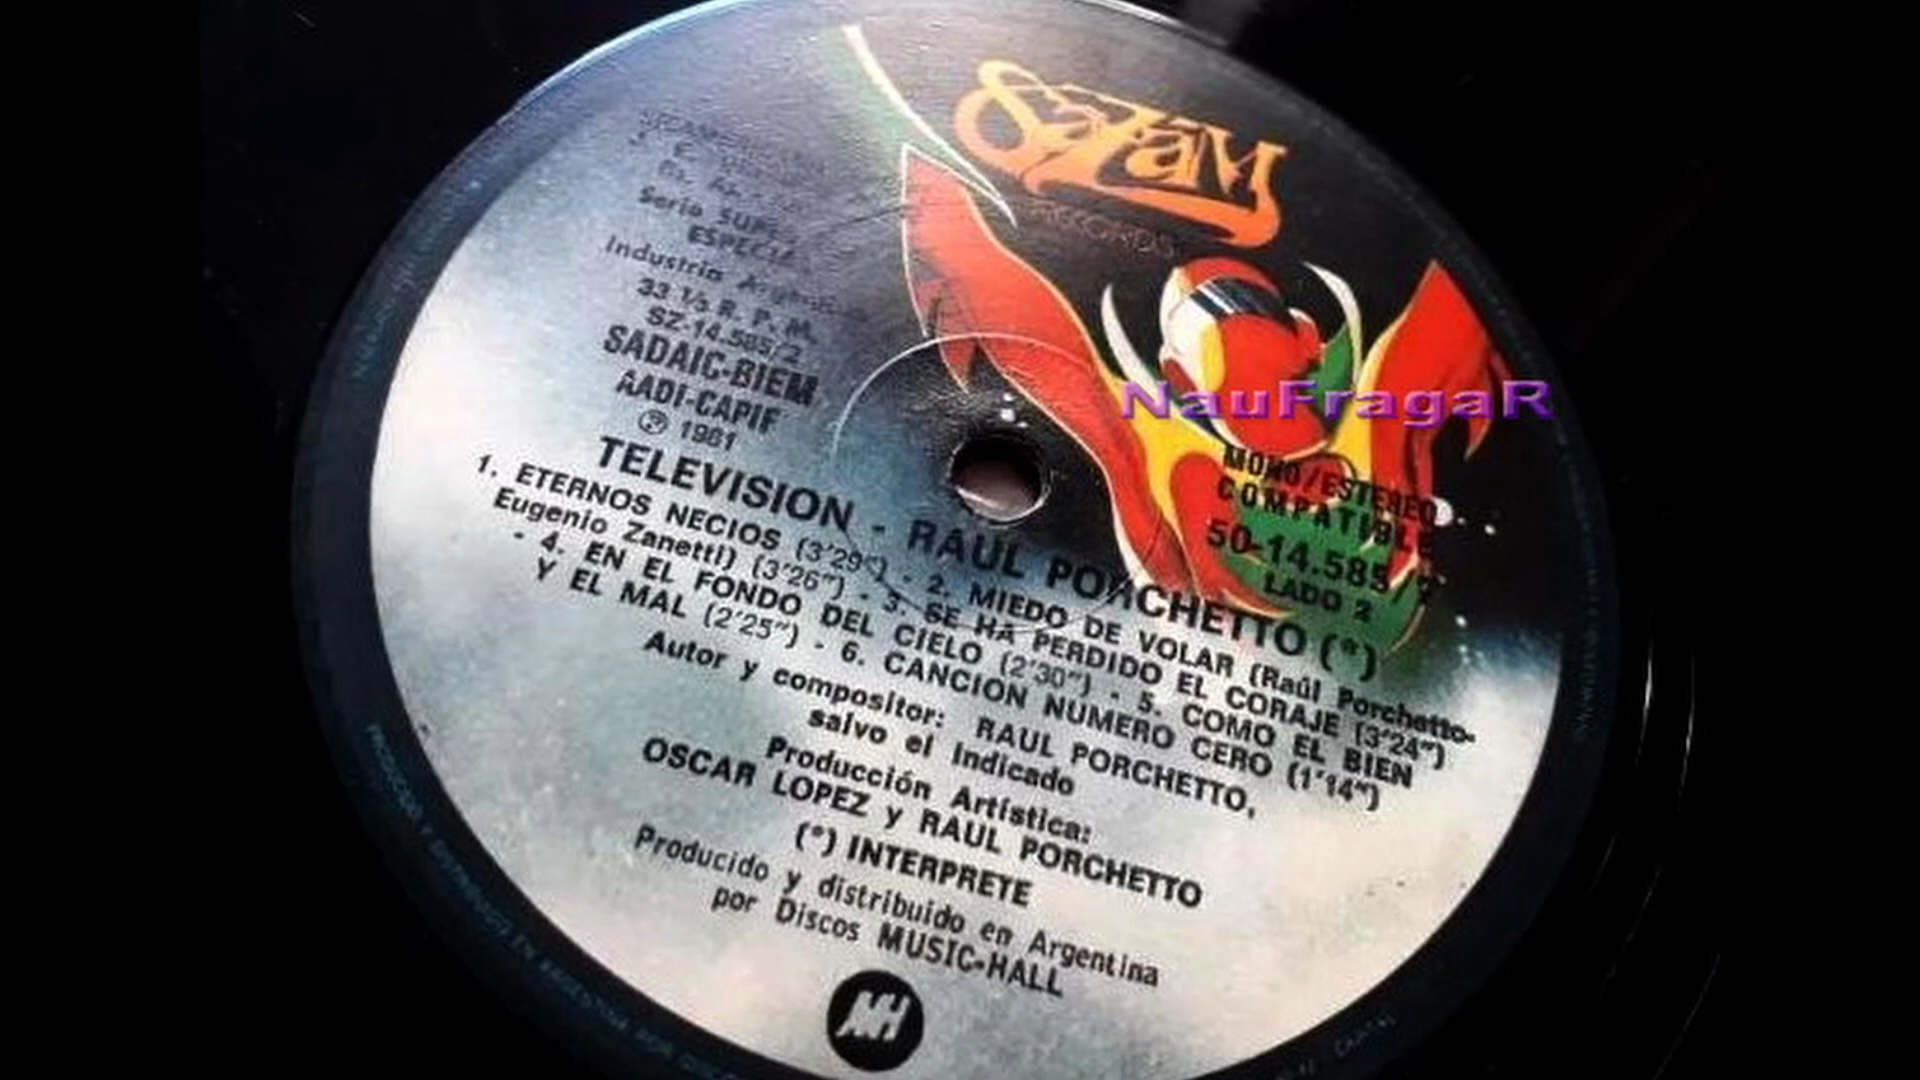 SaZam
RECORDS
Serie
Industria
33 1/3 R. P. M.
SZ-14.585/2
SADAIC-BIEM
AADI-CAPIF
Ⓟ 1981
NauFragaR
MONO/ESTEREO
COMPATIBLE
50-14.585/
LADO 2
TELEVISION - RAUL PORCHETTO (*)
1. ETERNOS NECIOS (3'29") - 2. MIEDO DE VOLAR (Raúl Porchetto-
Eugenio Zanetti) (3'26") - 3. SE HA PERDIDO EL CORAJE (3'24")
- 4. EN EL FONDO DEL CIELO (2'30") - 5. COMO EL BIEN
Y EL MAL (2'25") - 6. CANCION NUMERO CERO (1'14")
Autor y compositor: RAUL PORCHETTO,
salvo el indicado
Producción Artística:
OSCAR LOPEZ y RAUL PORCHETTO
(*) INTERPRETE
Producido y distribuido en Argentina
por Discos MUSIC-HALL
MH